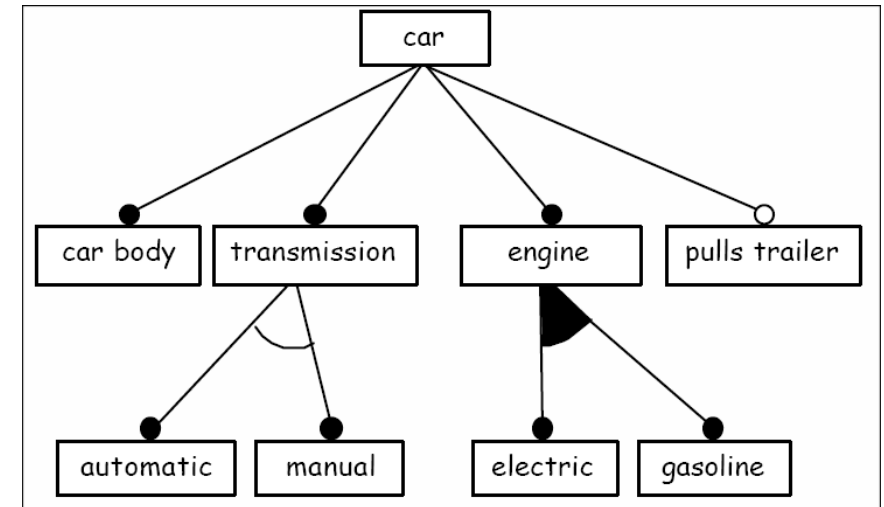 car
car body
transmission
engine
pulls trailer
automatic
manual
electric
gasoline